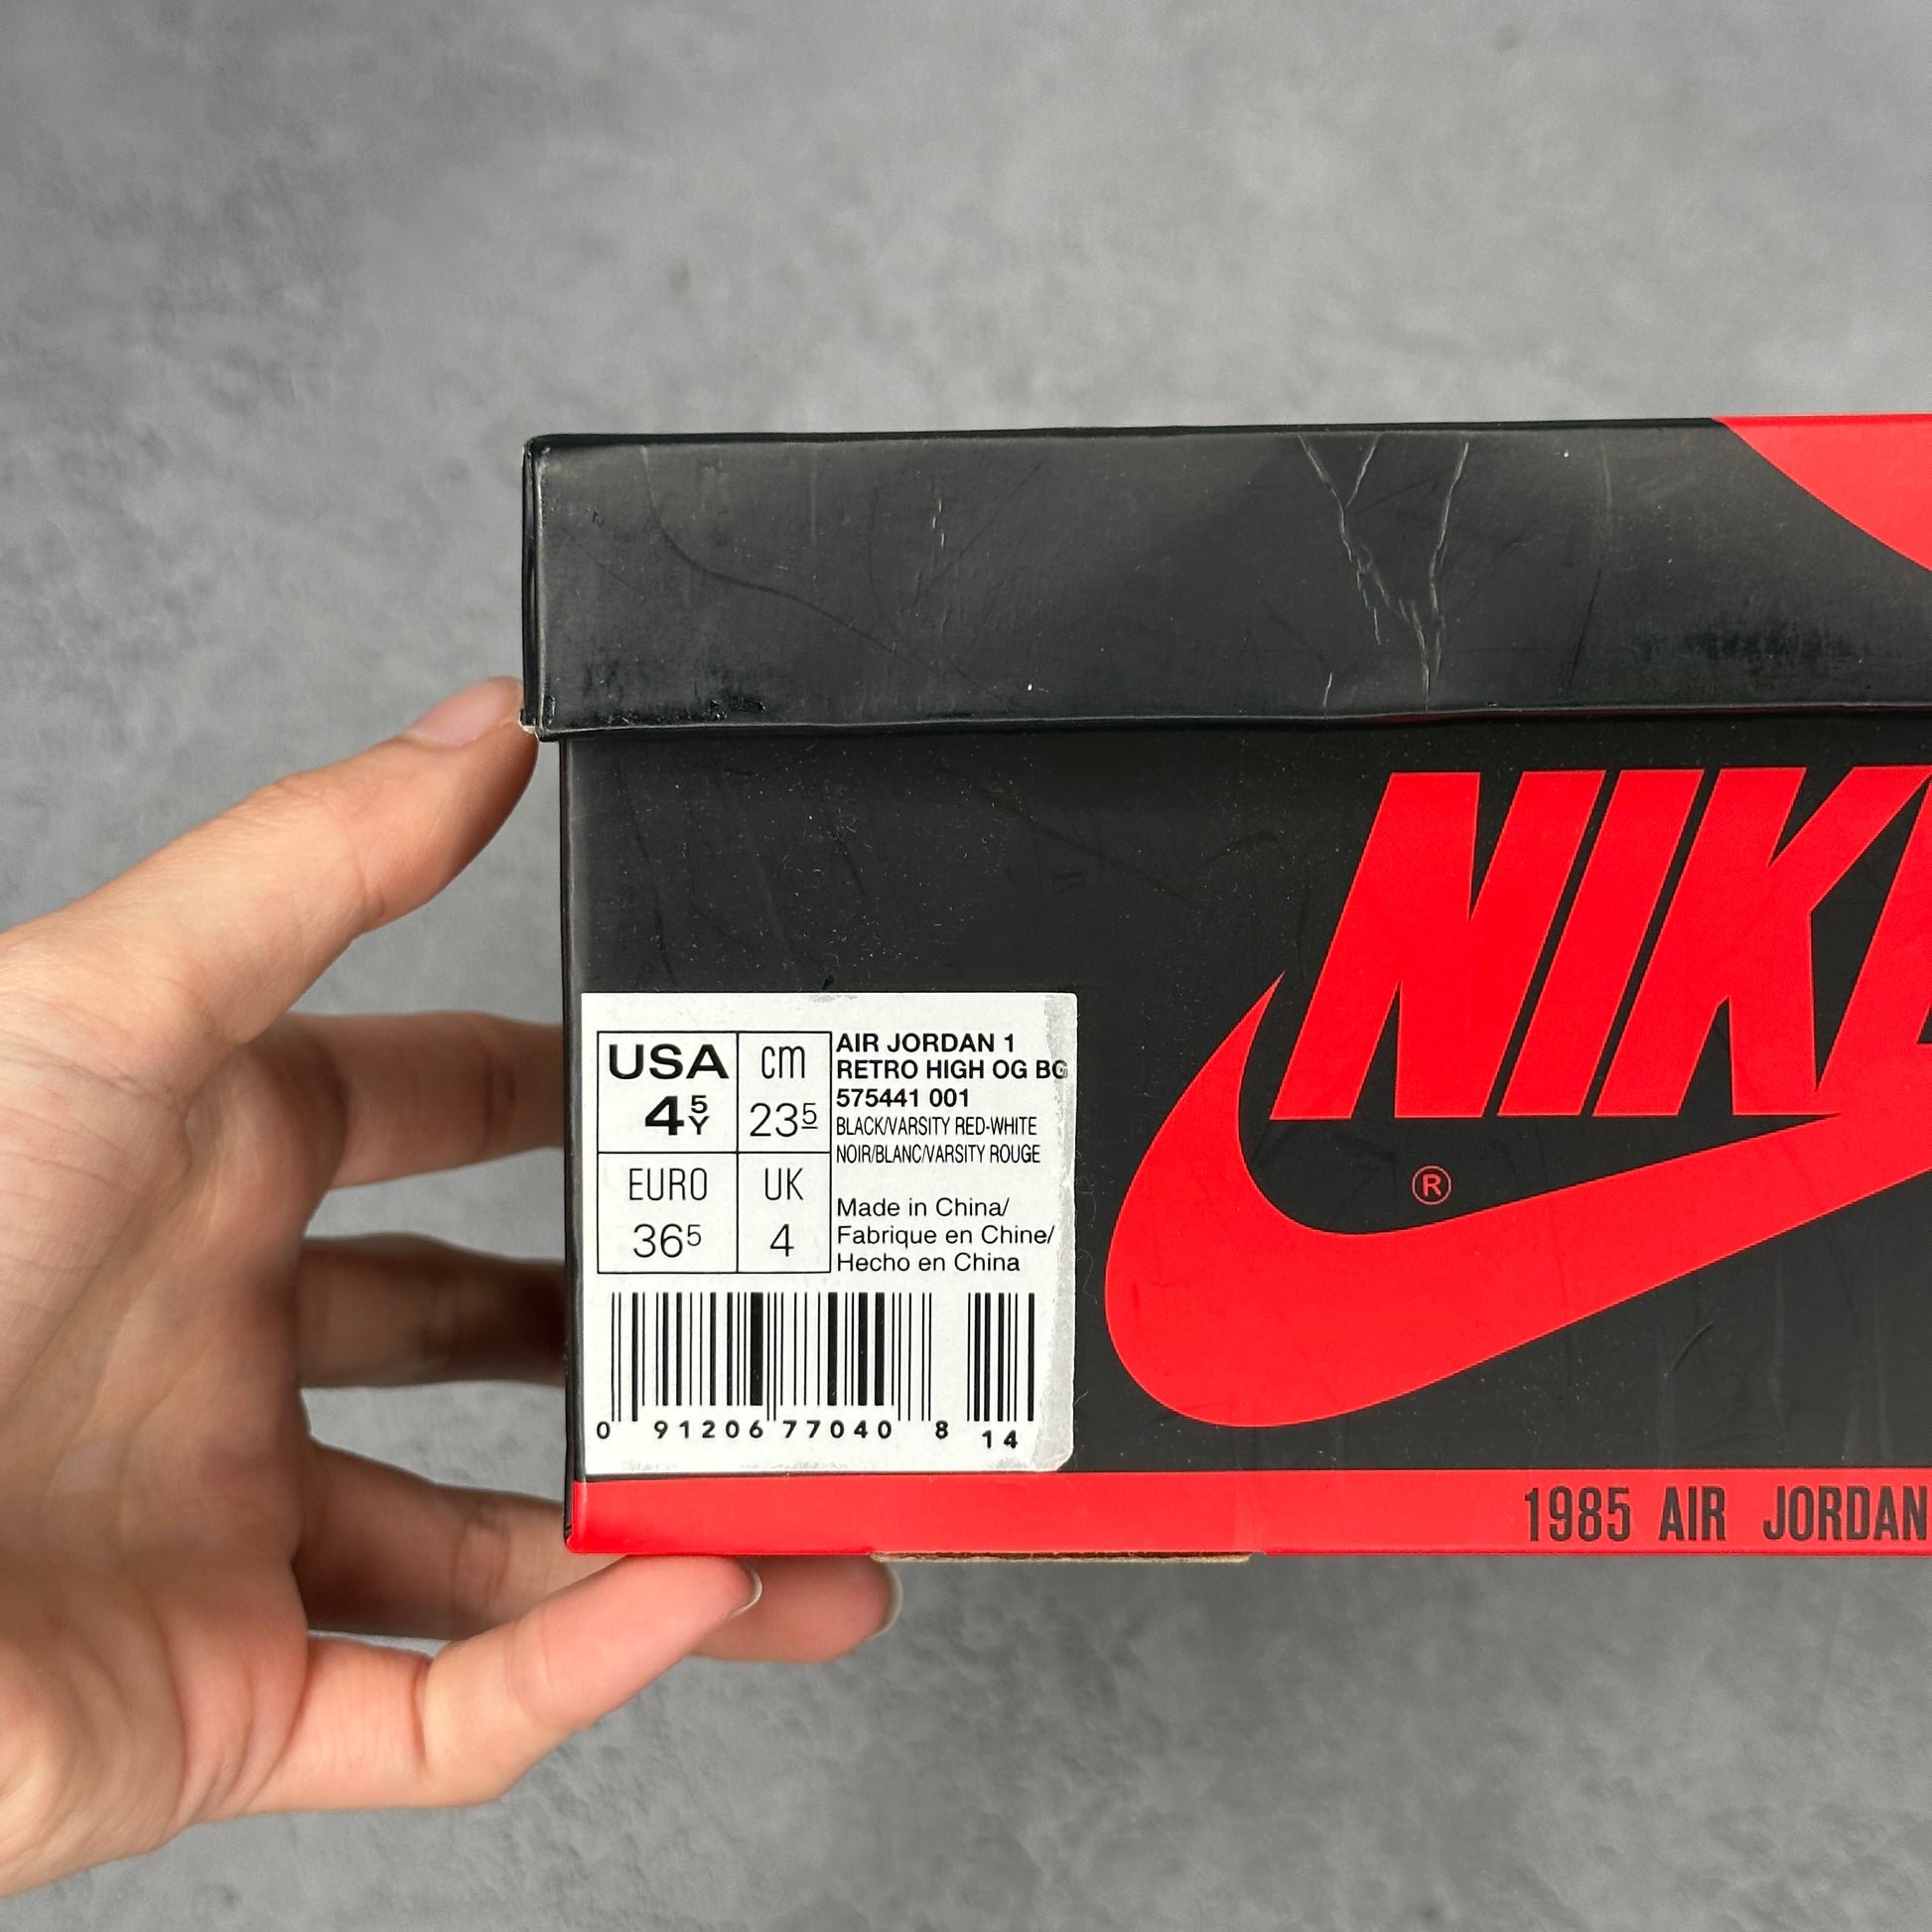 NIKE
®
USA
4 5 Y
cm
23 5
EURO
36 5
UK
4
AIR JORDAN 1
RETRO HIGH OG BG
575441 001
BLACK/VARSITY RED-WHITE
NOIR/BLANC/VARSITY ROUGE
Made in China/
Fabrique en Chine/
Hecho en China
0 91206 77040 8 14
1985 AIR JORDAN